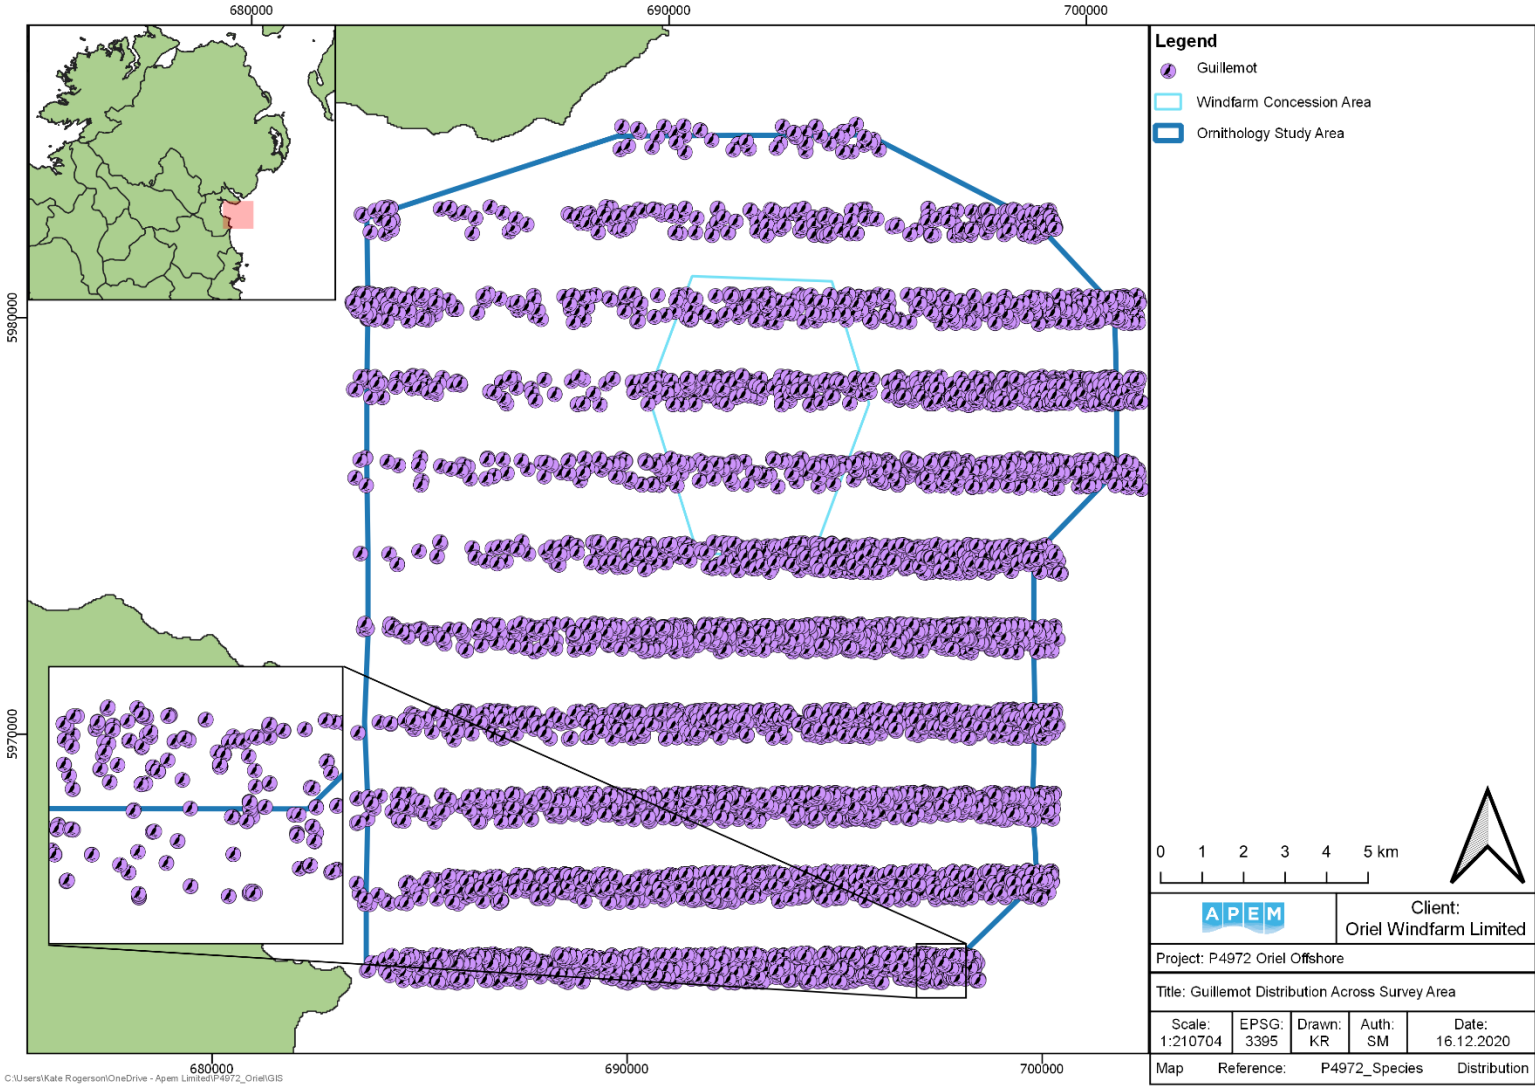 680000
690000
700000
Legend
Guillemot
Windfarm Concession Area
Ornithology Study Area
5980000
5970000
0 1 2 3 4 5 km
APEM
Client:
Oriel Windfarm Limited
Project: P4972 Oriel Offshore
Title: Guillemot Distribution Across Survey Area
Scale:
1:210704
EPSG:
3395
Drawn:
KR
Auth:
SM
Date:
16.12.2020
Map Reference: P4972_Species Distribution
680000
690000
700000
C:\Users\Kate Rogerson\OneDrive - Apem Limited\P4972_Oriel\GIS